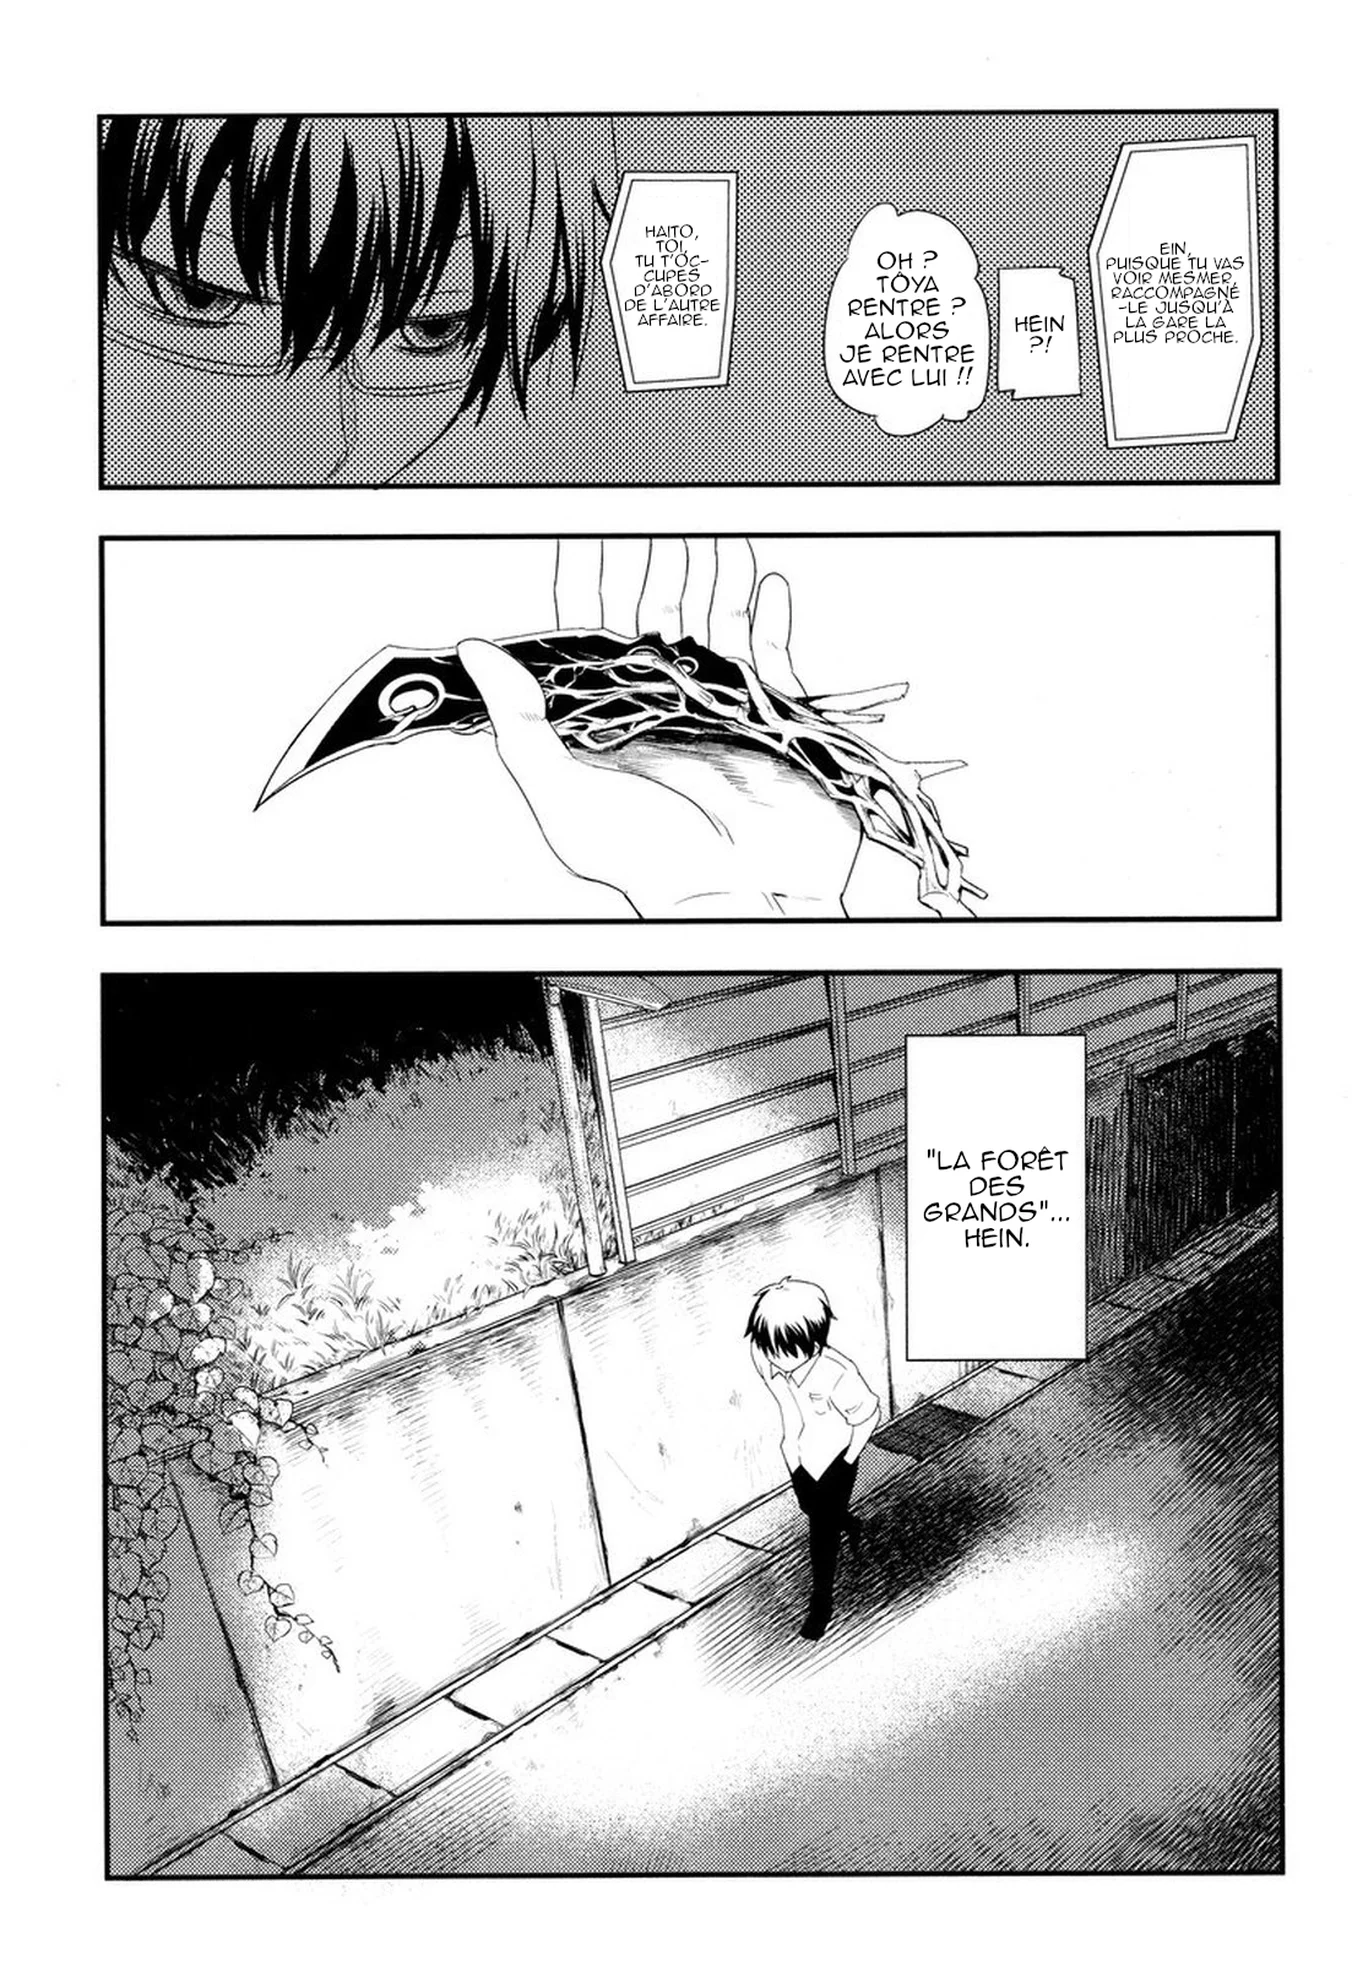 EIN,
PUISQUE TU VAS
VOIR MESMER,
RACCOMPAGNÉ
-LE JUSQU'À
LA GARE LA
PLUS PROCHE.
HEIN
?!
OH ?
TÔYA
RENTRE ?
ALORS
JE RENTRE
AVEC LUI !!
HAITO,
TOI,
TU T'OC-
CUPES
D'ABORD
DE L'AUTRE
AFFAIRE.
"LA FORÊT
DES
GRANDS"...
HEIN.